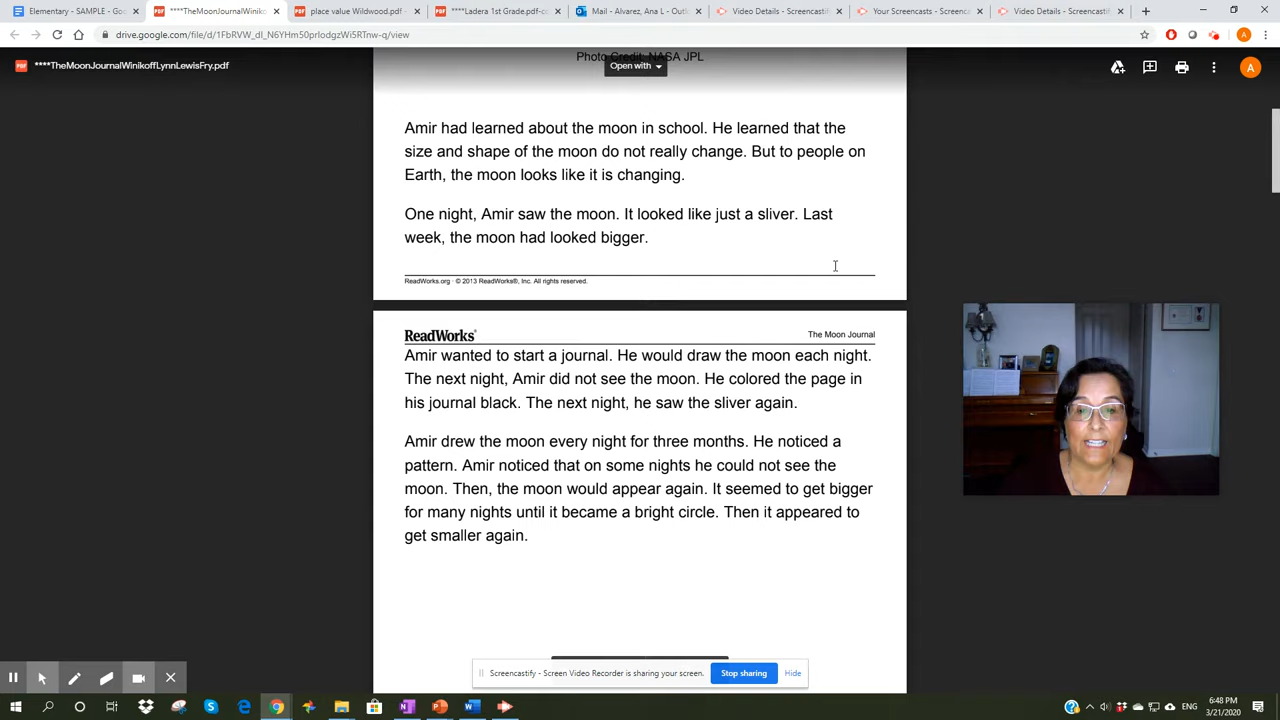 Elementary - SAMPLE - Goo
****TheMoonJournalWiniko
place value Wildwood.pdf
****Ladera 1st Grade.pdf-c
Mail - Alvarez, Ana L - Outl
Video Details - Screencastif
Your Screencasts - Screenca
Video Details - Screencastif
drive.google.com/file/d/1FbRVW_dI_N6YHm50prIodgzWi5RTnw-q/view
****TheMoonJournalWinikoffLynnLewisFry.pdf
Photo Credit: NASA JPL
Open with
Amir had learned about the moon in school. He learned that the
size and shape of the moon do not really change. But to people on
Earth, the moon looks like it is changing.
One night, Amir saw the moon. It looked like just a sliver. Last
week, the moon had looked bigger.
ReadWorks.org · © 2013 ReadWorks®, Inc. All rights reserved.
ReadWorks® The Moon Journal
Amir wanted to start a journal. He would draw the moon each night.
The next night, Amir did not see the moon. He colored the page in
his journal black. The next night, he saw the sliver again.
Amir drew the moon every night for three months. He noticed a
pattern. Amir noticed that on some nights he could not see the
moon. Then, the moon would appear again. It seemed to get bigger
for many nights until it became a bright circle. Then it appeared to
get smaller again.
Screencastify - Screen Video Recorder is sharing your screen. Stop sharing Hide
ENG 6:48 PM
3/21/2020